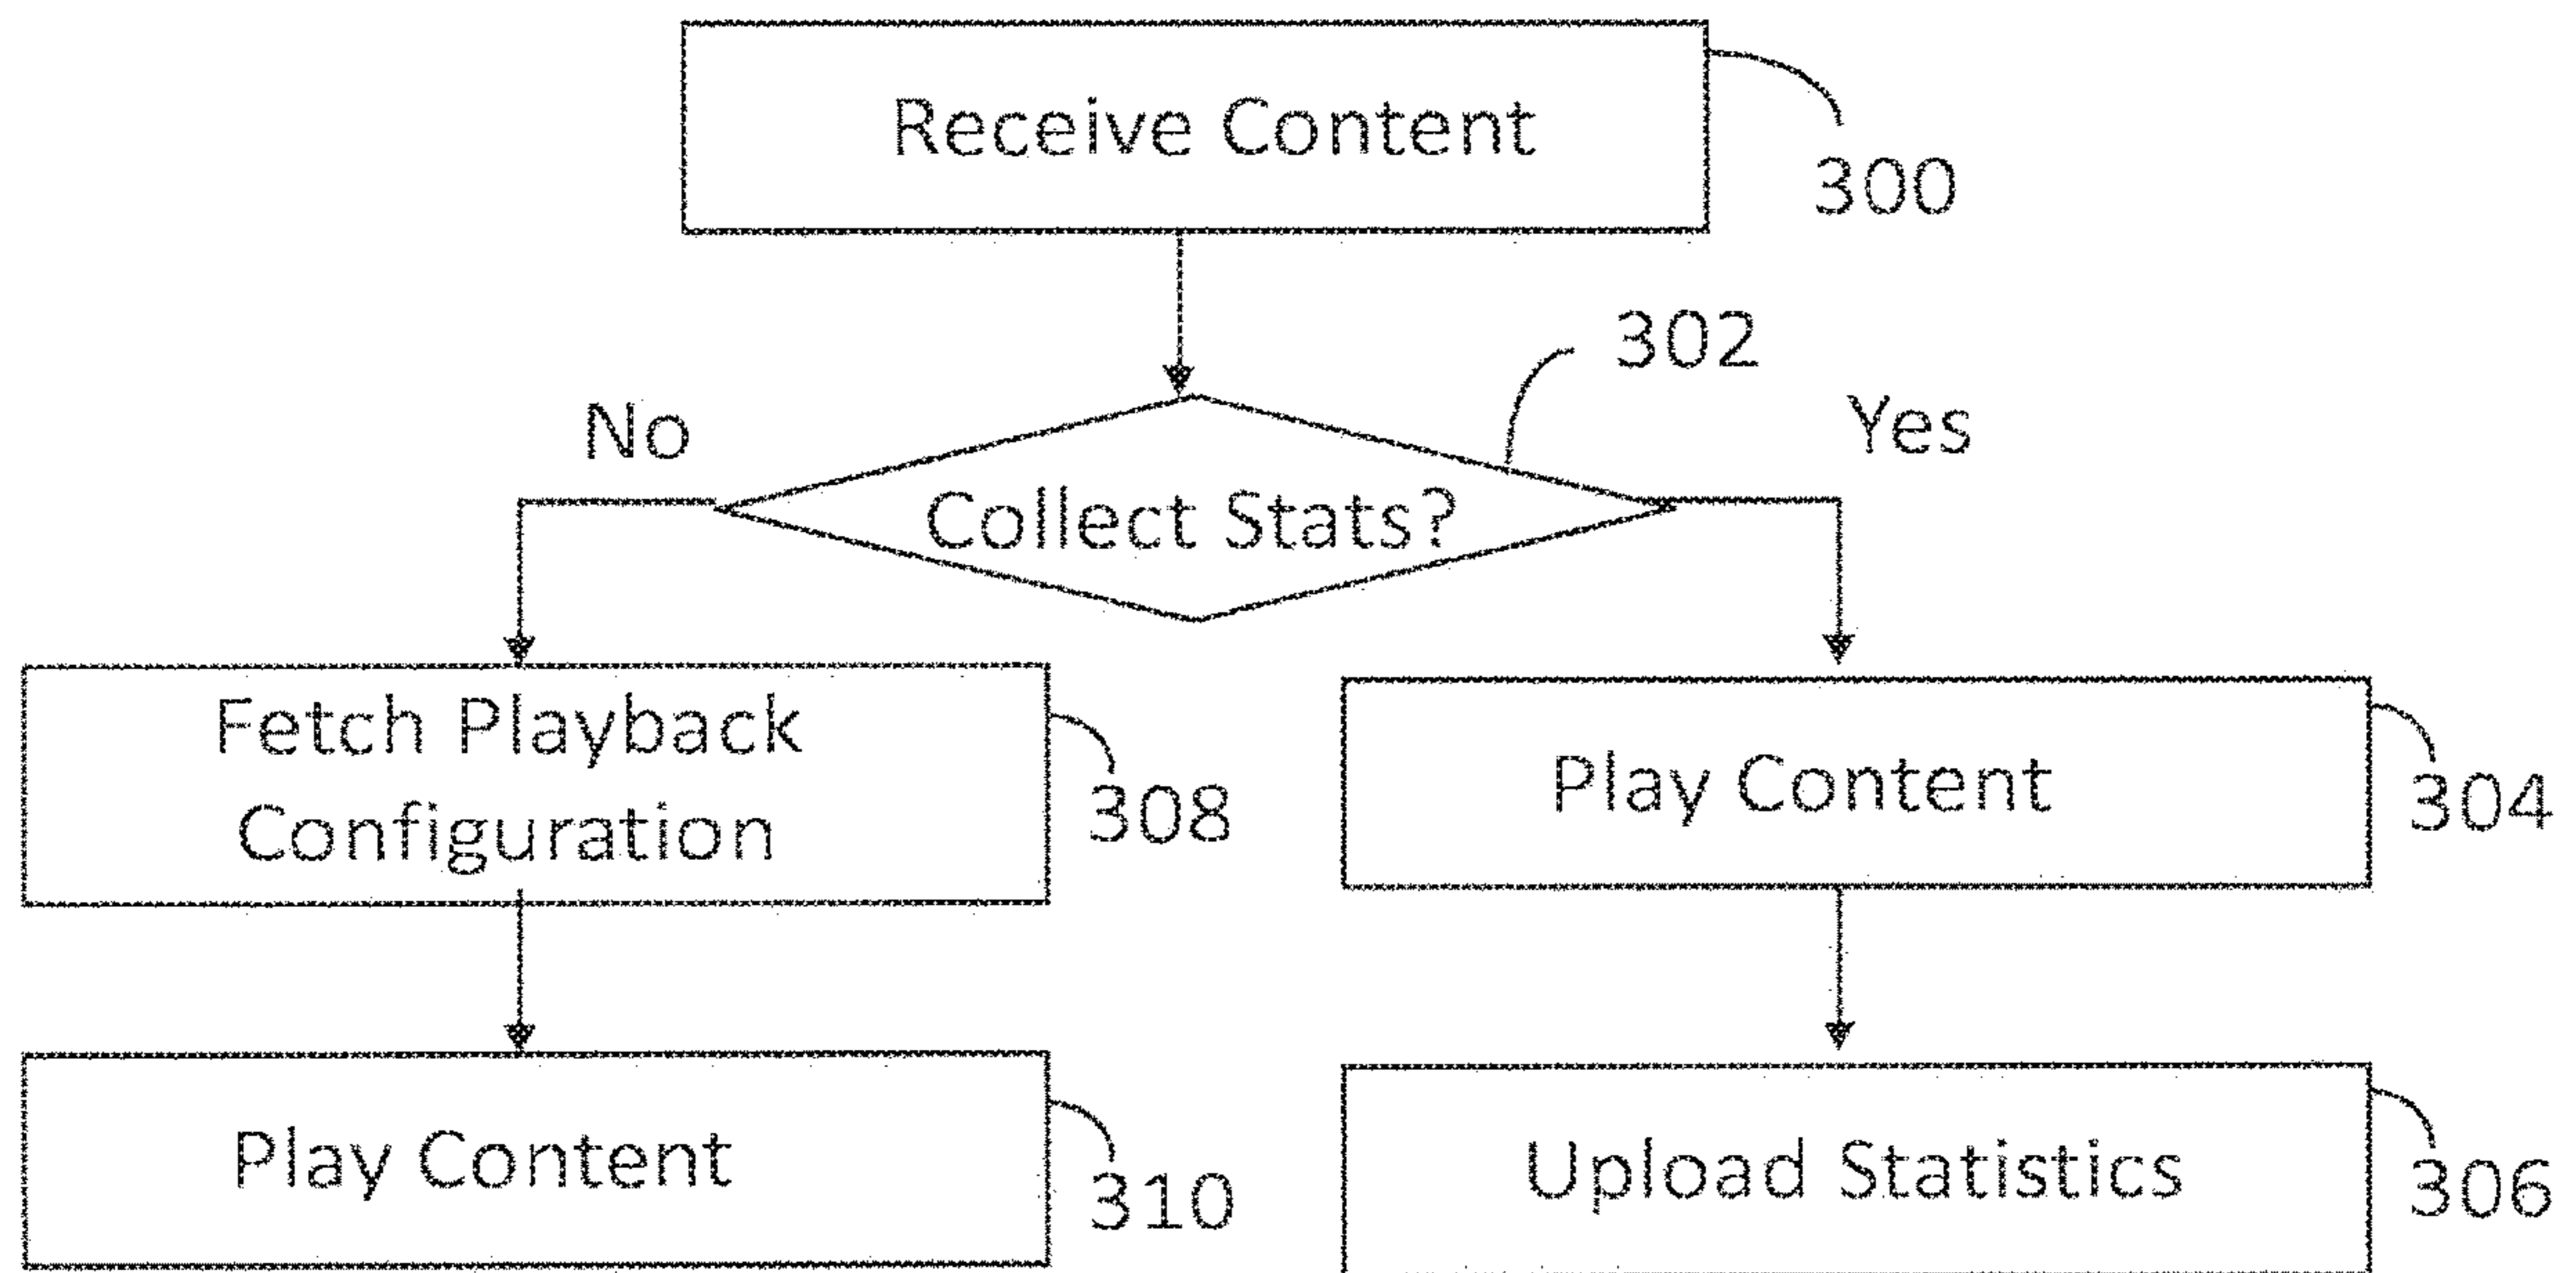 Receive Content
300
302
No
Yes
Collect Stats?
Fetch Playback
Configuration
308
Play Content
304
Play Content
310
Upload Statistics
306